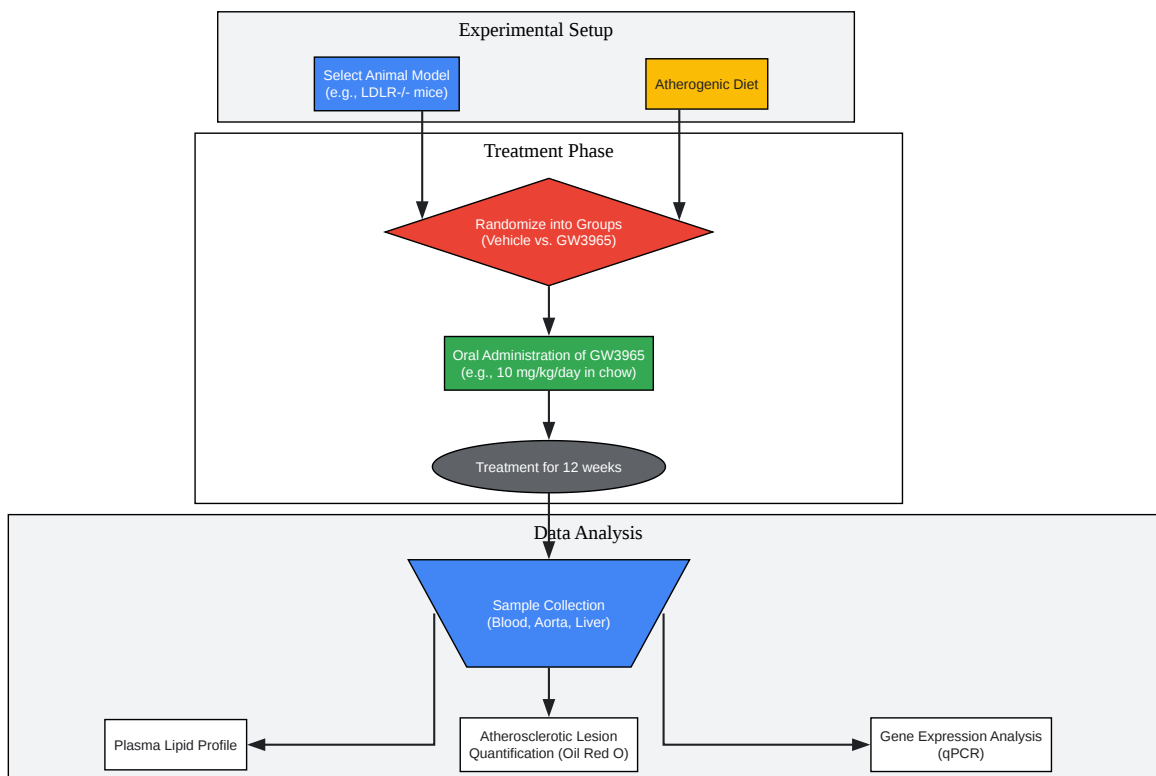 Experimental Setup
Select Animal Model
(e.g., LDLR-/- mice)
Atherogenic Diet
Treatment Phase
Randomize into Groups
(Vehicle vs. GW3965)
Oral Administration of GW3965
(e.g., 10 mg/kg/day in chow)
Treatment for 12 weeks
Data Analysis
Sample Collection
(Blood, Aorta, Liver)
Plasma Lipid Profile
Atherosclerotic Lesion
Quantification (Oil Red O)
Gene Expression Analysis
(qPCR)